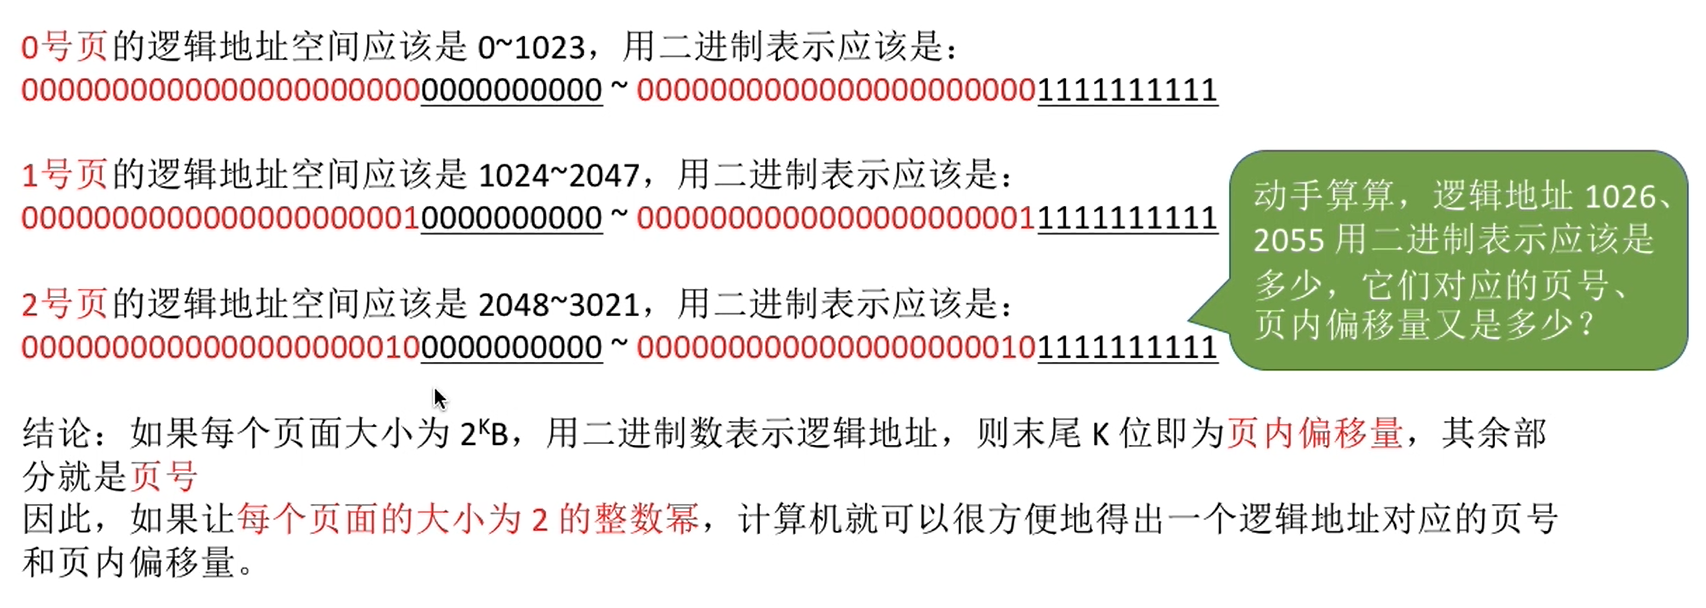 0号页的逻辑地址空间应该是 0~1023，用二进制表示应该是：
00000000000000000000000000000000 ~ 00000000000000000000001111111111
1号页的逻辑地址空间应该是 1024~2047，用二进制表示应该是：
00000000000000000000010000000000 ~ 00000000000000000000011111111111
2号页的逻辑地址空间应该是 2048~3021，用二进制表示应该是：
00000000000000000000100000000000 ~ 00000000000000000000101111111111
动手算算，逻辑地址 1026、
2055 用二进制表示应该是
多少，它们对应的页号、
页内偏移量又是多少？
结论：如果每个页面大小为 2ᴷB，用二进制数表示逻辑地址，则末尾 K 位即为页内偏移量，其余部
分就是页号
因此，如果让每个页面的大小为 2 的整数幂，计算机就可以很方便地得出一个逻辑地址对应的页号
和页内偏移量。